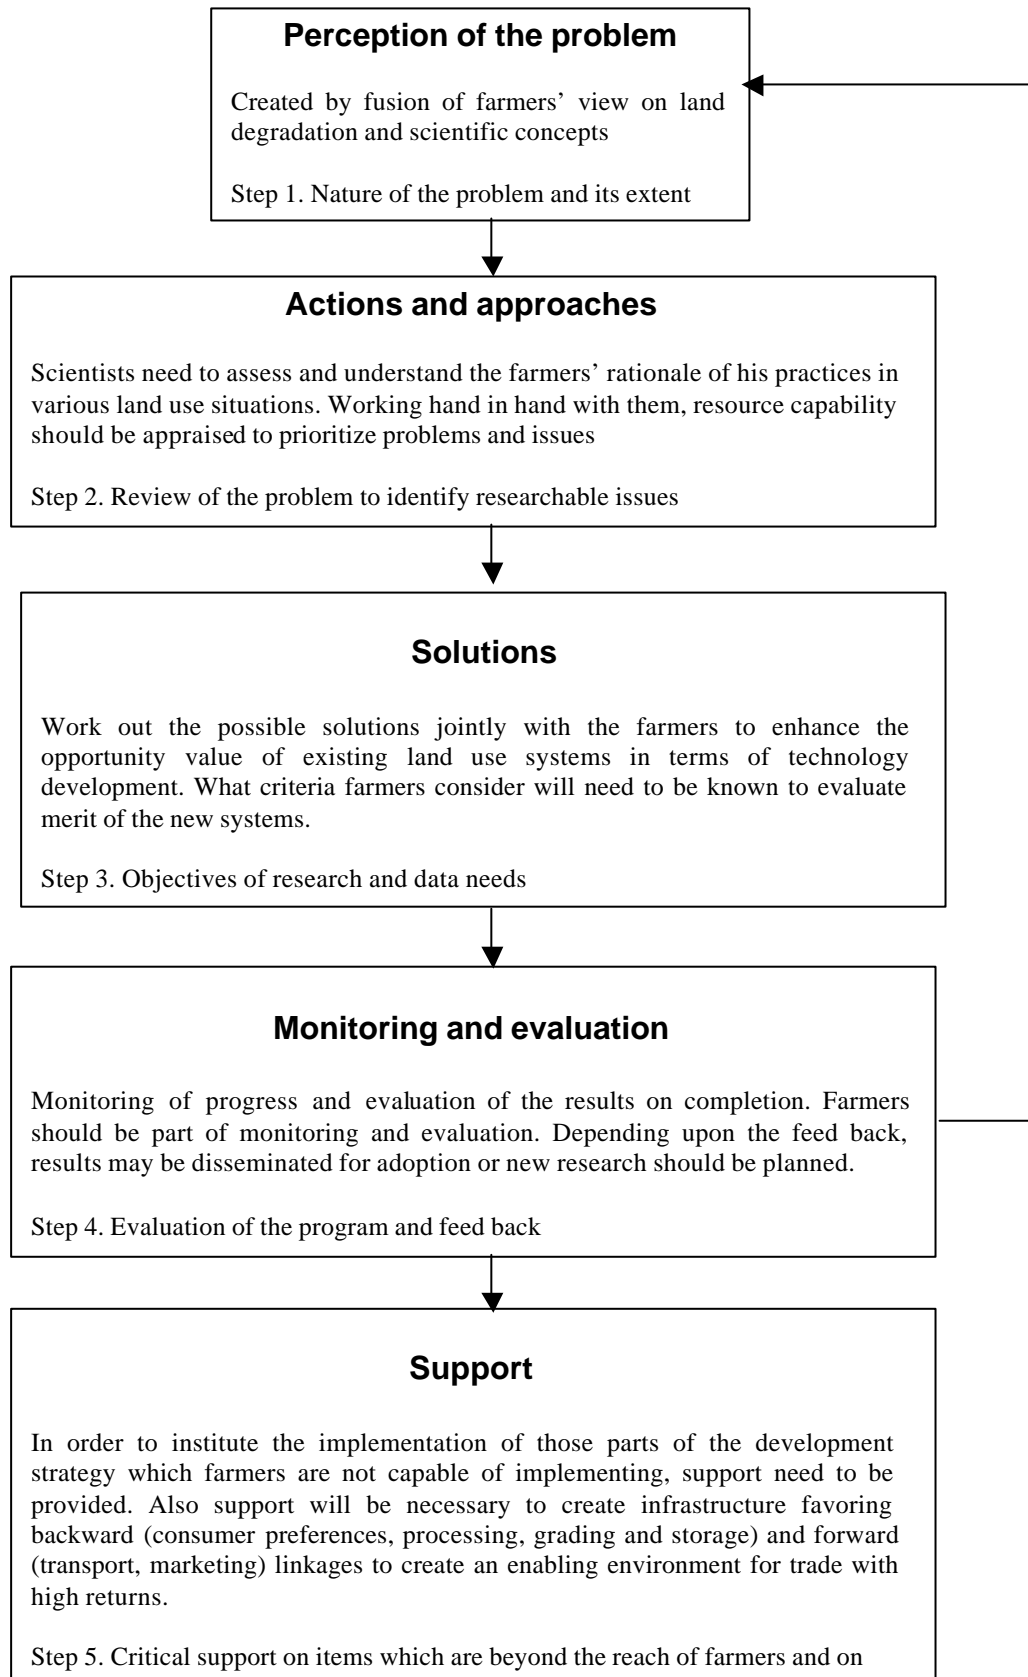 Perception of the problem
Created by fusion of farmers’ view on land
degradation and scientific concepts
Step 1. Nature of the problem and its extent
Actions and approaches
Scientists need to assess and understand the farmers’ rationale of his practices in
various land use situations. Working hand in hand with them, resource capability
should be appraised to prioritize problems and issues
Step 2. Review of the problem to identify researchable issues
Solutions
Work out the possible solutions jointly with the farmers to enhance the
opportunity value of existing land use systems in terms of technology
development. What criteria farmers consider will need to be known to evaluate
merit of the new systems.
Step 3. Objectives of research and data needs
Monitoring and evaluation
Monitoring of progress and evaluation of the results on completion. Farmers
should be part of monitoring and evaluation. Depending upon the feed back,
results may be disseminated for adoption or new research should be planned.
Step 4. Evaluation of the program and feed back
Support
In order to institute the implementation of those parts of the development
strategy which farmers are not capable of implementing, support need to be
provided. Also support will be necessary to create infrastructure favoring
backward (consumer preferences, processing, grading and storage) and forward
(transport, marketing) linkages to create an enabling environment for trade with
high returns.
Step 5. Critical support on items which are beyond the reach of farmers and on